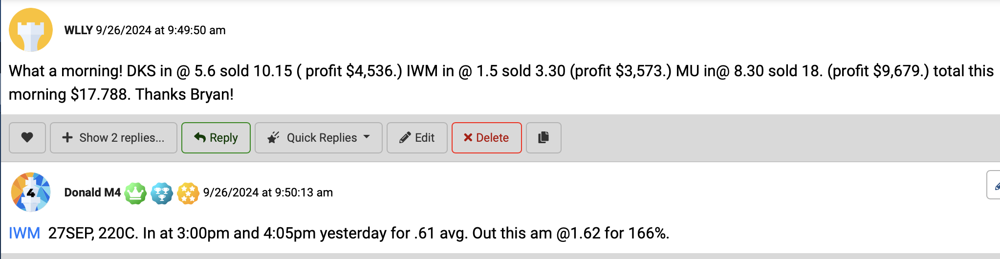 WLLY 9/26/2024 at 9:49:50 am
What a morning! DKS in @ 5.6 sold 10.15 ( profit $4,536.) IWM in @ 1.5 sold 3.30 (profit $3,573.) MU in@ 8.30 sold 18. (profit $9,679.) total this
morning $17.788. Thanks Bryan!
Show 2 replies... Reply Quick Replies Edit Delete
4
Donald M4 9/26/2024 at 9:50:13 am
IWM 27SEP, 220C. In at 3:00pm and 4:05pm yesterday for .61 avg. Out this am @1.62 for 166%.